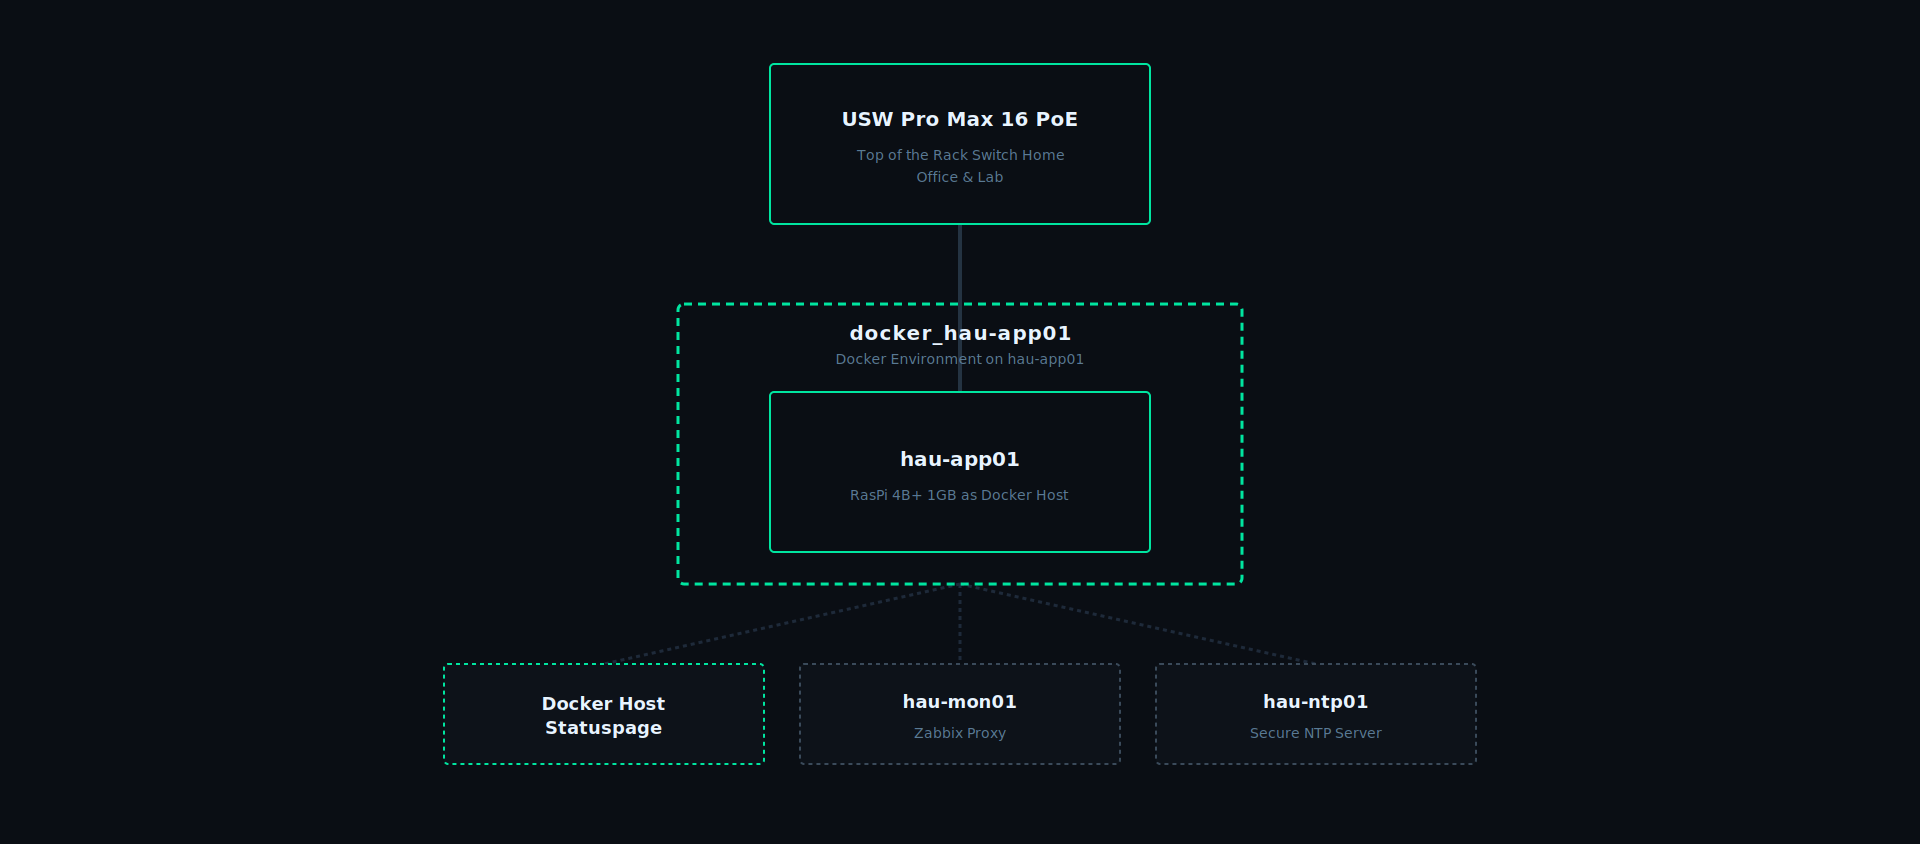 USW Pro Max 16 PoE
Top of the Rack Switch Home
Office & Lab
docker_hau-app01
Docker Environment on hau-app01
hau-app01
RasPi 4B+ 1GB as Docker Host
Docker Host
Statuspage
hau-mon01
Zabbix Proxy
hau-ntp01
Secure NTP Server